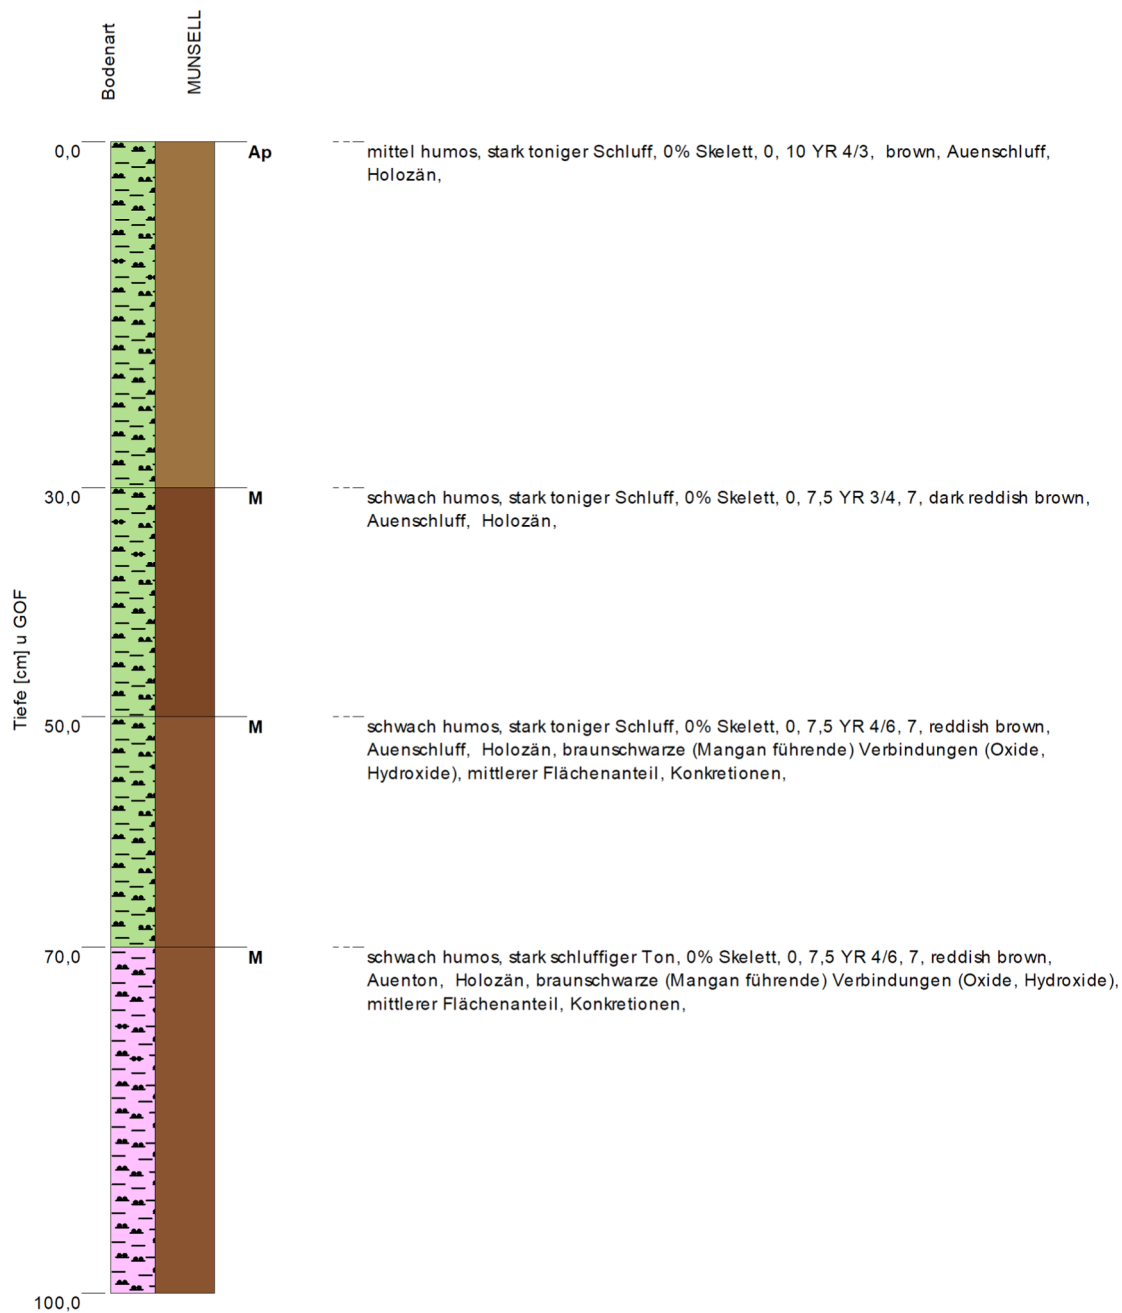 Bodenart
MUNSELL
Tiefe [cm] u GOF
0,0
Ap
mittel humos, stark toniger Schluff, 0% Skelett, 0, 10 YR 4/3, brown, Auenschluff,
Holozän,
30,0
M
schwach humos, stark toniger Schluff, 0% Skelett, 0, 7,5 YR 3/4, 7, dark reddish brown,
Auenschluff, Holozän,
50,0
M
schwach humos, stark toniger Schluff, 0% Skelett, 0, 7,5 YR 4/6, 7, reddish brown,
Auenschluff, Holozän, braunschwarze (Mangan führende) Verbindungen (Oxide,
Hydroxide), mittlerer Flächenanteil, Konkretionen,
70,0
M
schwach humos, stark schluffiger Ton, 0% Skelett, 0, 7,5 YR 4/6, 7, reddish brown,
Auenton, Holozän, braunschwarze (Mangan führende) Verbindungen (Oxide, Hydroxide),
mittlerer Flächenanteil, Konkretionen,
100,0